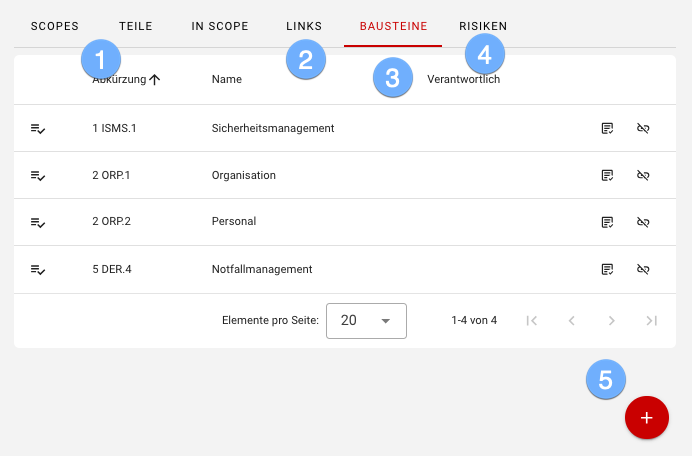 SCOPES TEILE IN SCOPE LINKS BAUSTEINE RISIKEN
1 2 3 4
Abkürzung Name Verantwortlich
1 ISMS.1 Sicherheitsmanagement
2 ORP.1 Organisation
2 ORP.2 Personal
5 DER.4 Notfallmanagement
Elemente pro Seite: 20 1-4 von 4
5
+